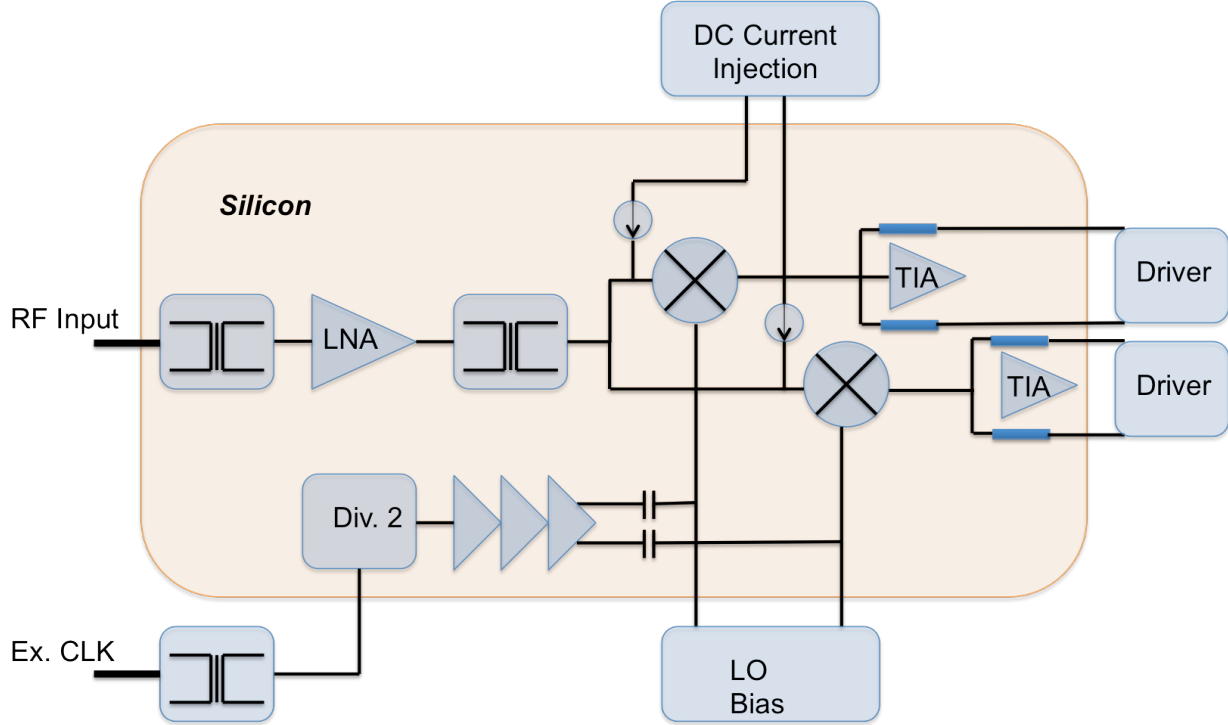 DC Current
Injection
Silicon
TIA
Driver
RF Input
LNA
TIA
Driver
Div. 2
Ex. CLK
LO
Bias